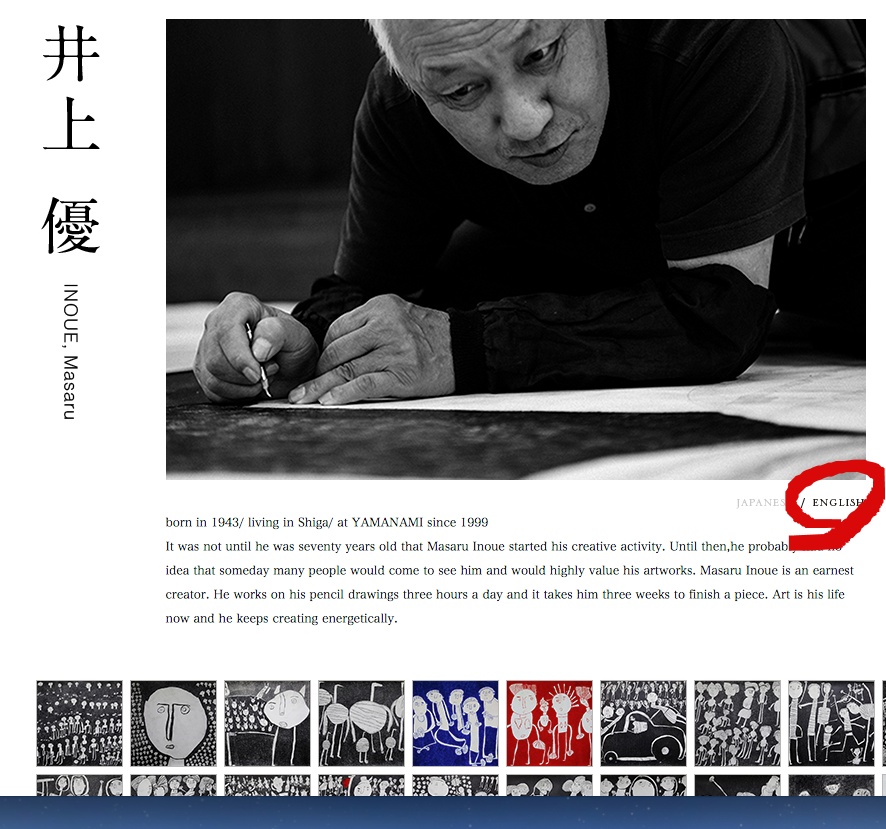 井上 優
INOUE, Masaru
JAPANESE / ENGLISH
born in 1943/ living in Shiga/ at YAMANAMI since 1999
It was not until he was seventy years old that Masaru Inoue started his creative activity. Until then,he probably had no
idea that someday many people would come to see him and would highly value his artworks. Masaru Inoue is an earnest
creator. He works on his pencil drawings three hours a day and it takes him three weeks to finish a piece. Art is his life
now and he keeps creating energetically.